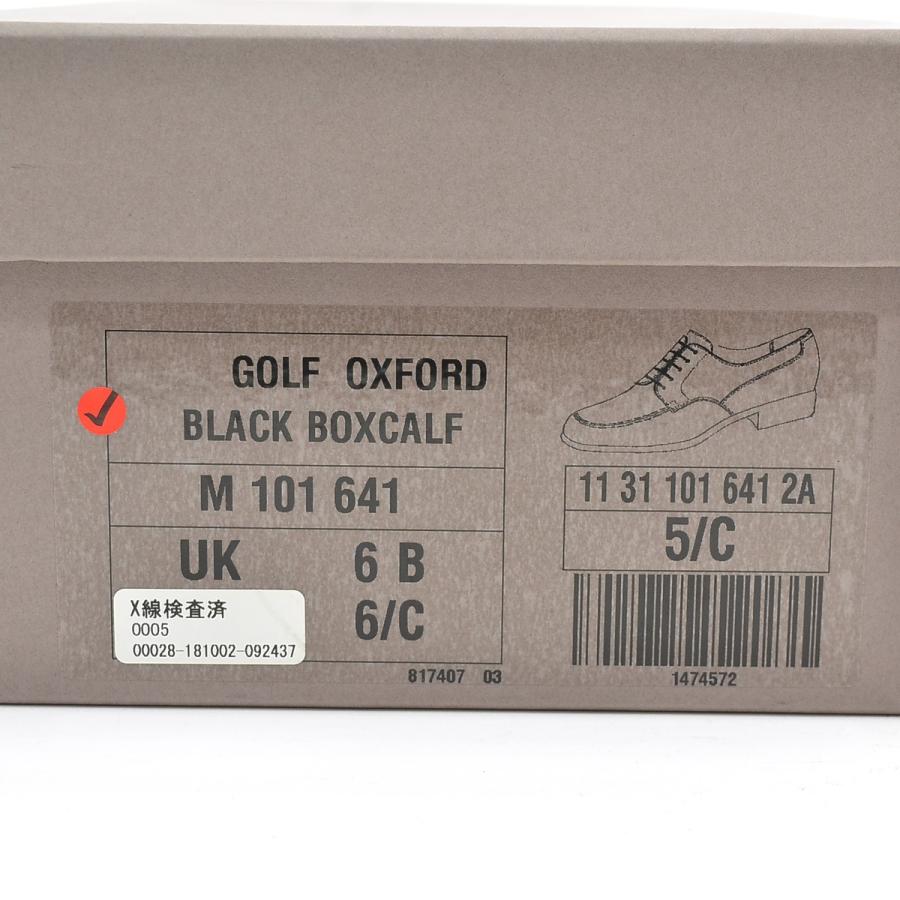 GOLF OXFORD
BLACK BOXCALF
M 101 641
UK 6 B
6/C
X線検査済
0005
00028-181002-092437
817407 03
11 31 101 641 2A
5/C
1474572